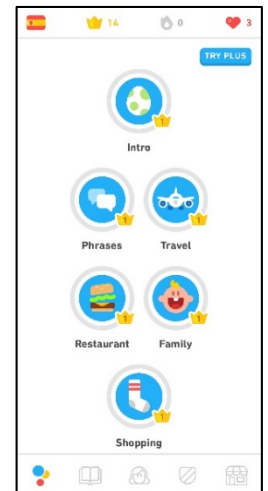 14 0 3
TRY PLUS
1
Intro
1 1
Phrases Travel
1 1
Restaurant Family
1
Shopping